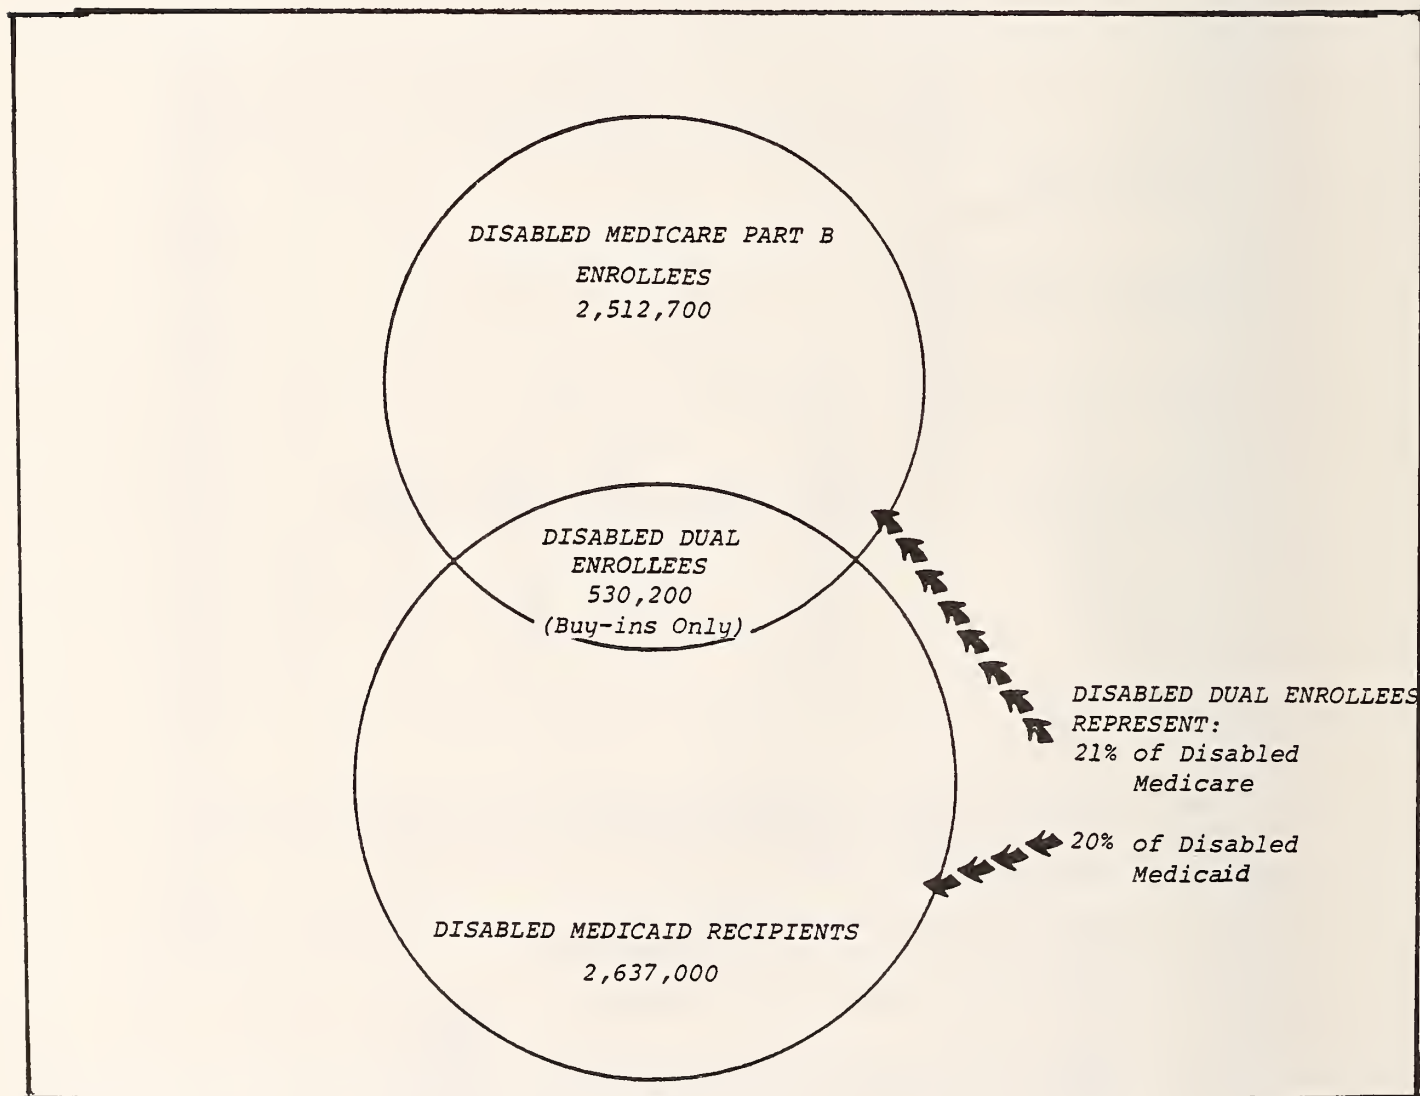 DISABLED MEDICARE PART B
ENROLLEES
2,512,700
DISABLED DUAL
ENROLLEES
530,200
(Buy-ins Only)
DISABLED DUAL ENROLLEES
REPRESENT:
21% of Disabled
Medicare
20% of Disabled
Medicaid
DISABLED MEDICAID RECIPIENTS
2,637,000